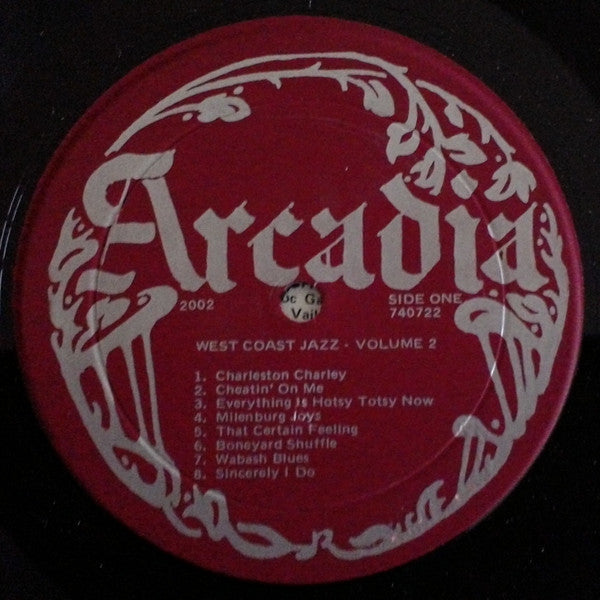 Arcadia
2002
SIDE ONE
740722
WEST COAST JAZZ - VOLUME 2
1. Charleston Charley
2. Cheatin' On Me
3. Everything Is Hotsy Totsy Now
4. Milenburg Joys
5. That Certain Feeling
6. Boneyard Shuffle
7. Wabash Blues
8. Sincerely I Do